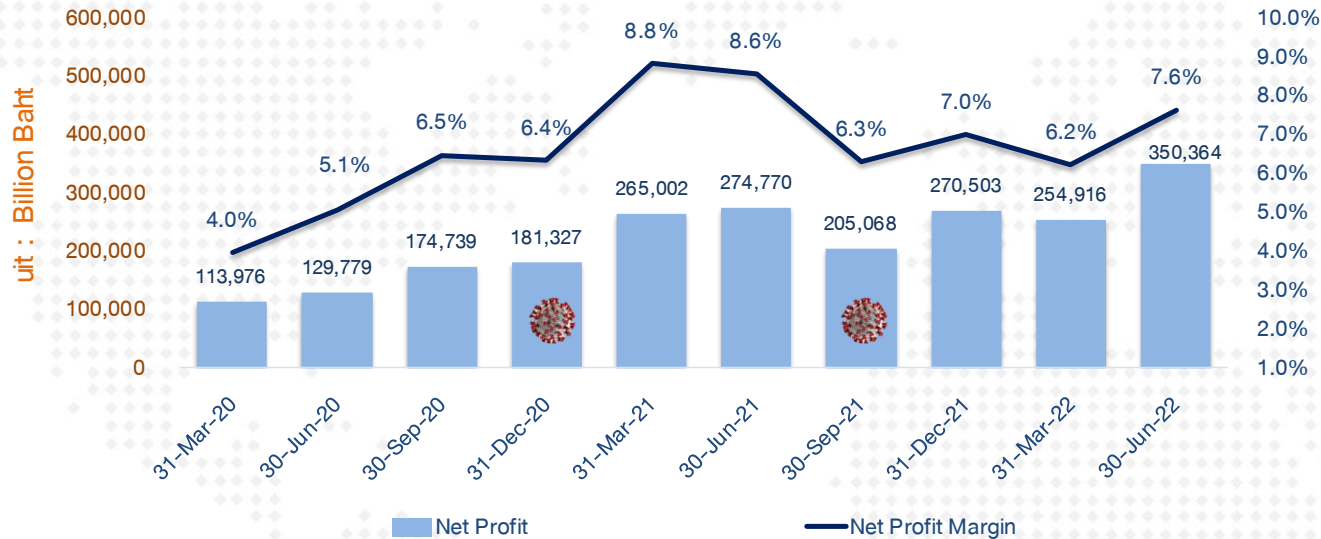 600,000
500,000
400,000
300,000
200,000
100,000
0
uit : Billion Baht
10.0%
9.0%
8.0%
7.0%
6.0%
5.0%
4.0%
3.0%
2.0%
1.0%
4.0%
5.1%
6.5%
6.4%
8.8%
8.6%
6.3%
7.0%
6.2%
7.6%
113,976
129,779
174,739
181,327
265,002
274,770
205,068
270,503
254,916
350,364
31-Mar-20
30-Jun-20
30-Sep-20
31-Dec-20
31-Mar-21
30-Jun-21
30-Sep-21
31-Dec-21
31-Mar-22
30-Jun-22
Net Profit
Net Profit Margin